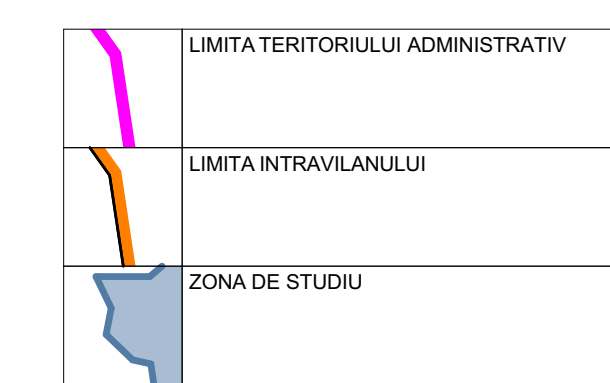 LIMITA TERITORIULUI ADMINISTRATIV
LIMITA INTRAVILANULUI
ZONA DE STUDIU